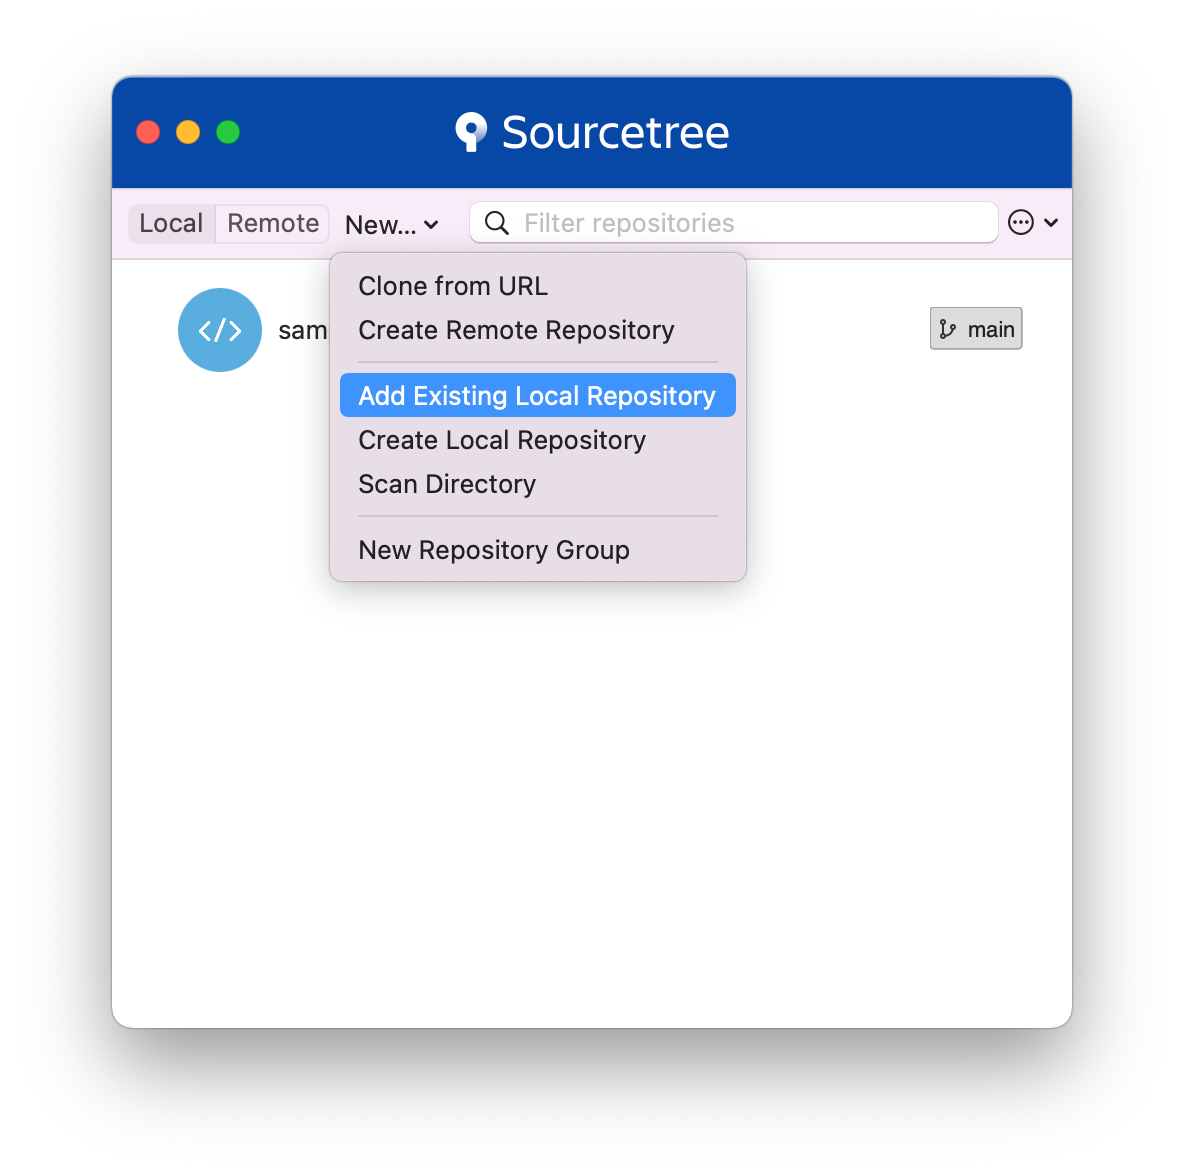 Sourcetree
Local Remote New... Filter repositories
Clone from URL
sam Create Remote Repository main
Add Existing Local Repository
Create Local Repository
Scan Directory
New Repository Group